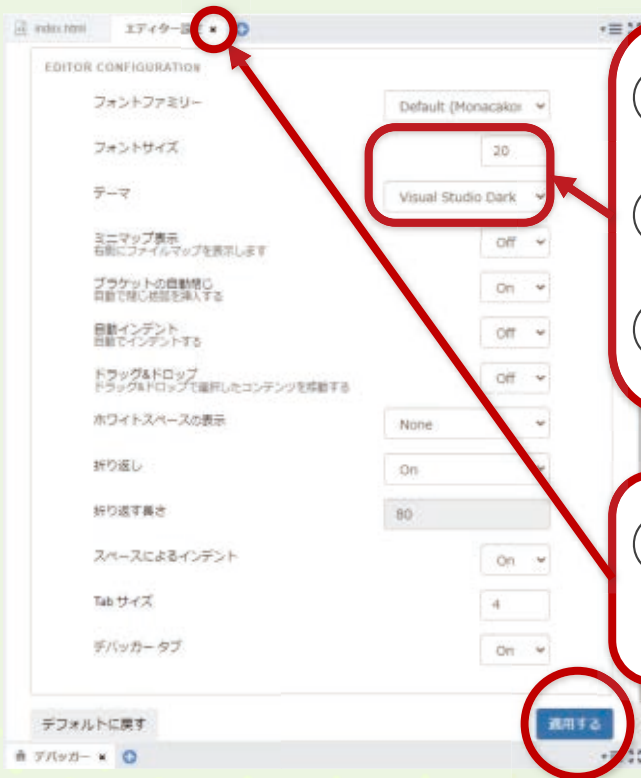 index.html エディター設定 ×
EDITOR CONFIGURATION
フォントファミリー Default (Monacako
フォントサイズ 20
テーマ Visual Studio Dark
ミニマップ表示 Off
右側にファイルマップを表示します
ブラケットの自動閉じ On
自動で閉じ括弧を挿入する
自動インデント Off
自動でインデントする
ドラッグ&ドロップ Off
ドラッグ&ドロップで選択したコンテンツを移動する
ホワイトスペースの表示 None
折り返し On
折り返す長さ 80
スペースによるインデント On
Tab サイズ 4
デバッガー タブ On
デフォルトに戻す 適用する
デバッガー ×